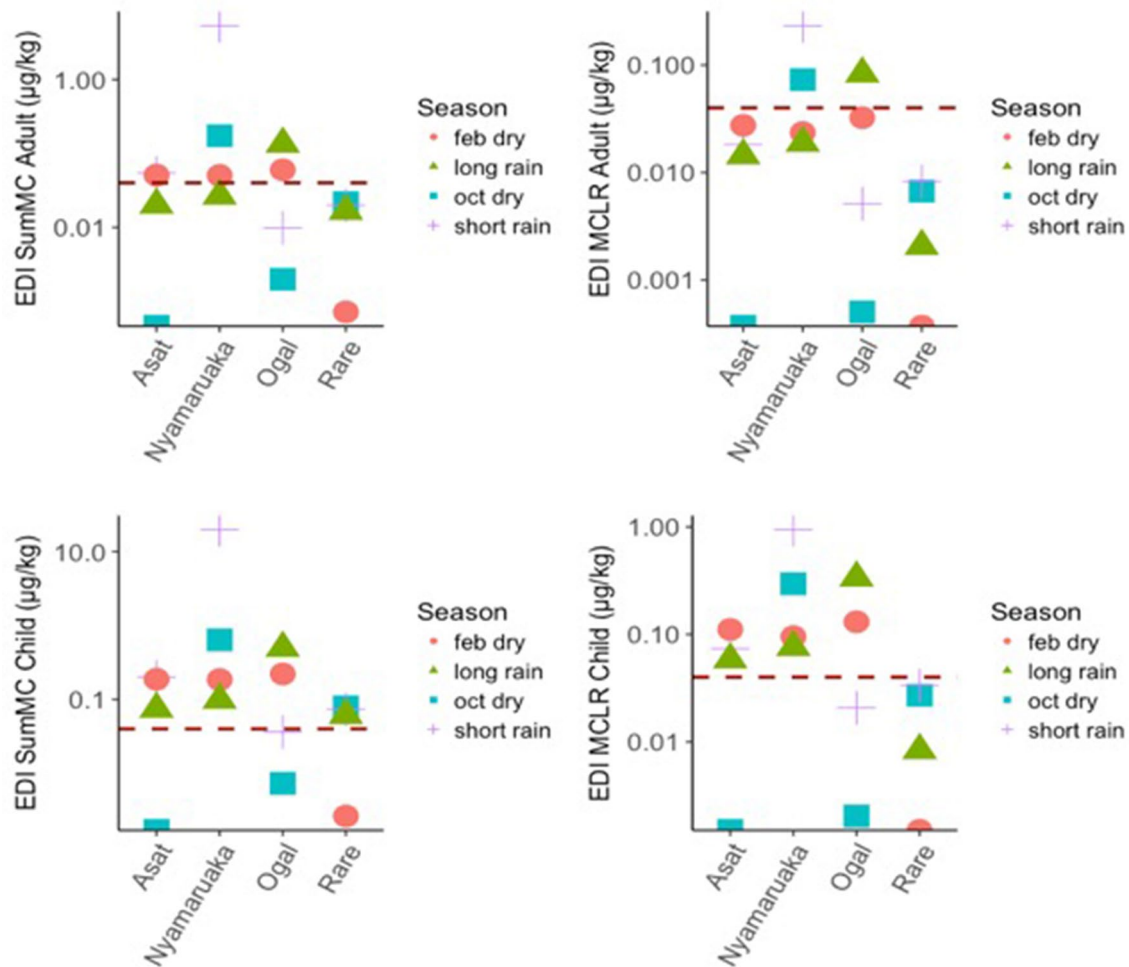 EDI SumMC Adult (µg/kg)
1.00
0.01
Asat
Nyamaruaka
Ogal
Rare
Season
feb dry
long rain
oct dry
short rain
EDI MCLR Adult (µg/kg)
0.100
0.010
0.001
Asat
Nyamaruaka
Ogal
Rare
Season
feb dry
long rain
oct dry
short rain
EDI SumMC Child (µg/kg)
10.0
0.1
Asat
Nyamaruaka
Ogal
Rare
Season
feb dry
long rain
oct dry
short rain
EDI MCLR Child (µg/kg)
1.00
0.10
0.01
Asat
Nyamaruaka
Ogal
Rare
Season
feb dry
long rain
oct dry
short rain